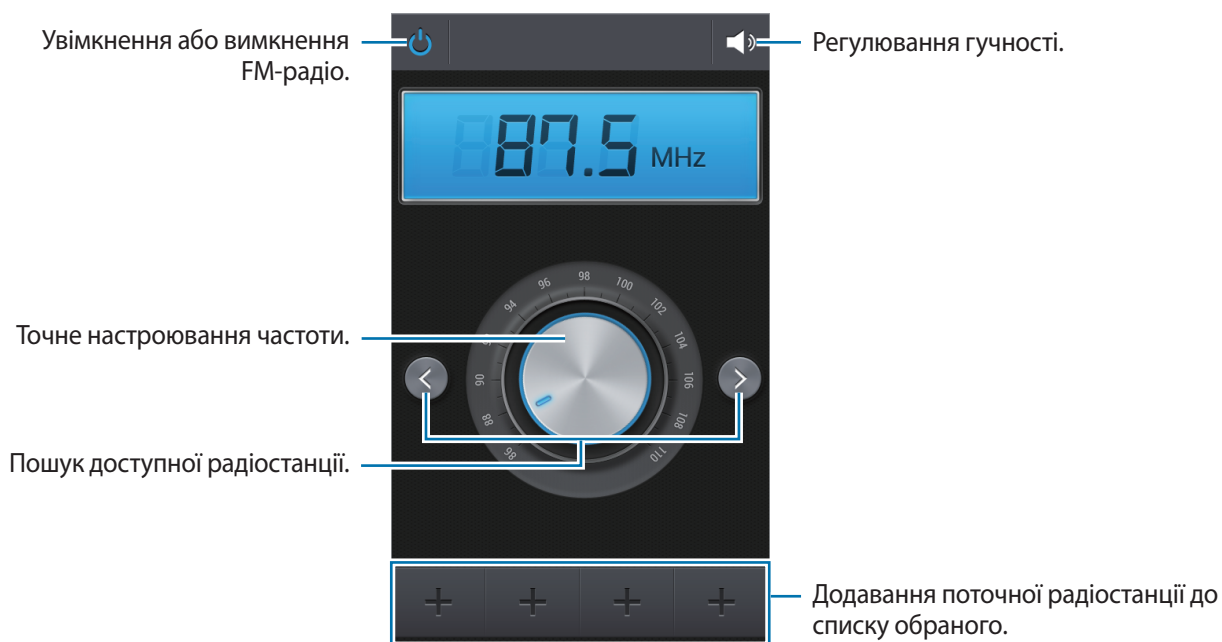 Увімкнення або вимкнення
FM-радіо.
Регулювання гучності.
87.5 MHz
98
96
100
94
102
Точне настроювання частоти.
104
90
106
88
108
86
110
Пошук доступної радіостанції.
Додавання поточної радіостанції до
списку обраного.